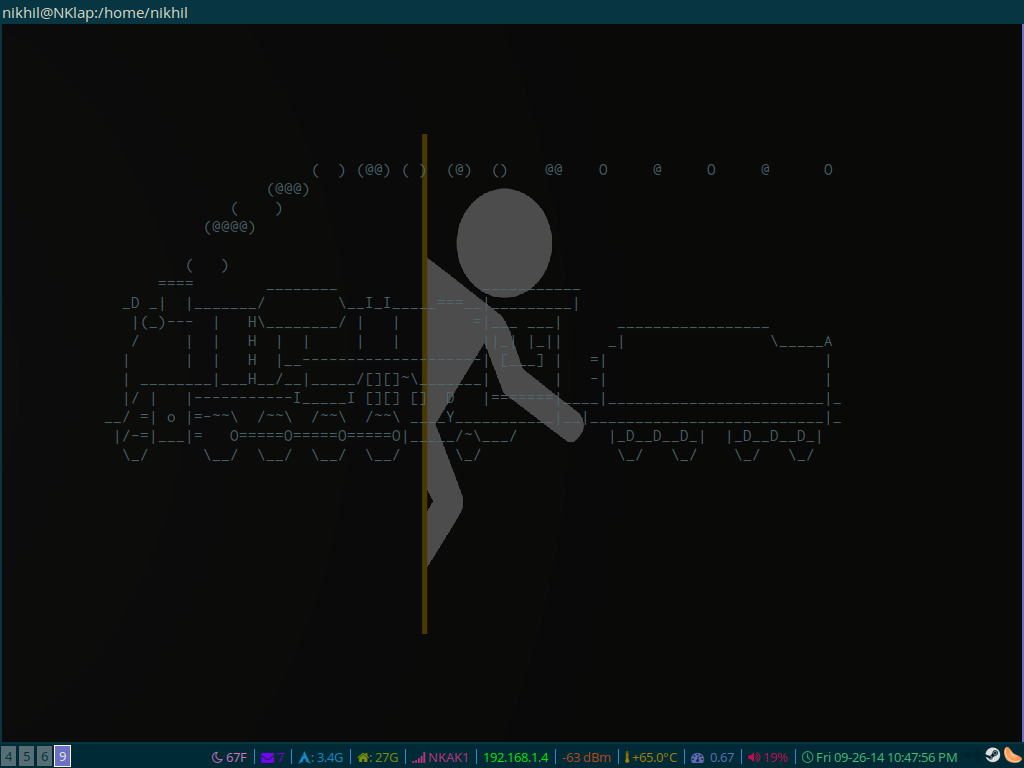 nikhil@NKlap:/home/nikhil
                       (  ) (@@) ( )  (@)  ()    @@    O     @     O     @      O
                  (@@@)
              (    )
           (@@@@)

         (   )
      ====        ________                ___________
  _D _|  |_______/        \__I_I_____===__|_________|
   |(_)---  |   H\________/ |   |        =|___ ___|      _________________
   /     |  |   H  |  |     |   |         ||_| |_||     _|                \_____A
  |      |  |   H  |__--------------------| [___] |   =|                        |
  | ________|___H__/__|_____/[][]~\_______|       |   -|                        |
  |/ |   |-----------I_____I [][] []  D   |=======|____|________________________|_
__/ =| o |=-~~\  /~~\  /~~\  /~~\ ____Y___________|__|__________________________|_
 |/-=|___|=   O=====O=====O=====O|_____/~\___/          |_D__D__D_|  |_D__D__D_|
  \_/      \__/  \__/  \__/  \__/      \_/               \_/   \_/    \_/   \_/
4 5 6 9 67F 7 : 3.4G : 27G NKAK1 192.168.1.4 -63 dBm +65.0°C 0.67 19% Fri 09-26-14 10:47:56 PM